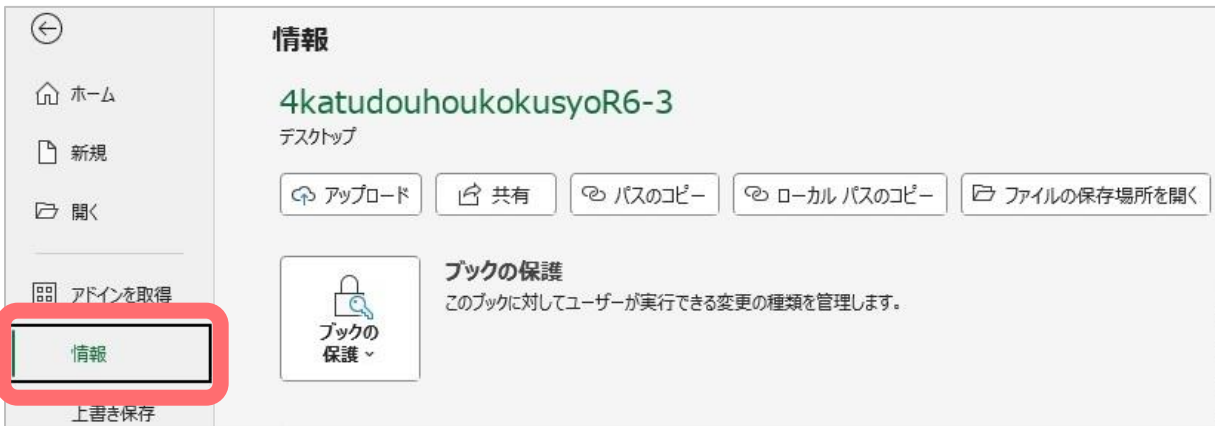 情報
4katudouhoukokusyoR6-3
デスクトップ
ホーム
新規
開く
アドインを取得
情報
上書き保存
アップロード
共有
パスのコピー
ローカル パスのコピー
ファイルの保存場所を開く
ブックの
保護
ブックの保護
このブックに対してユーザーが実行できる変更の種類を管理します。